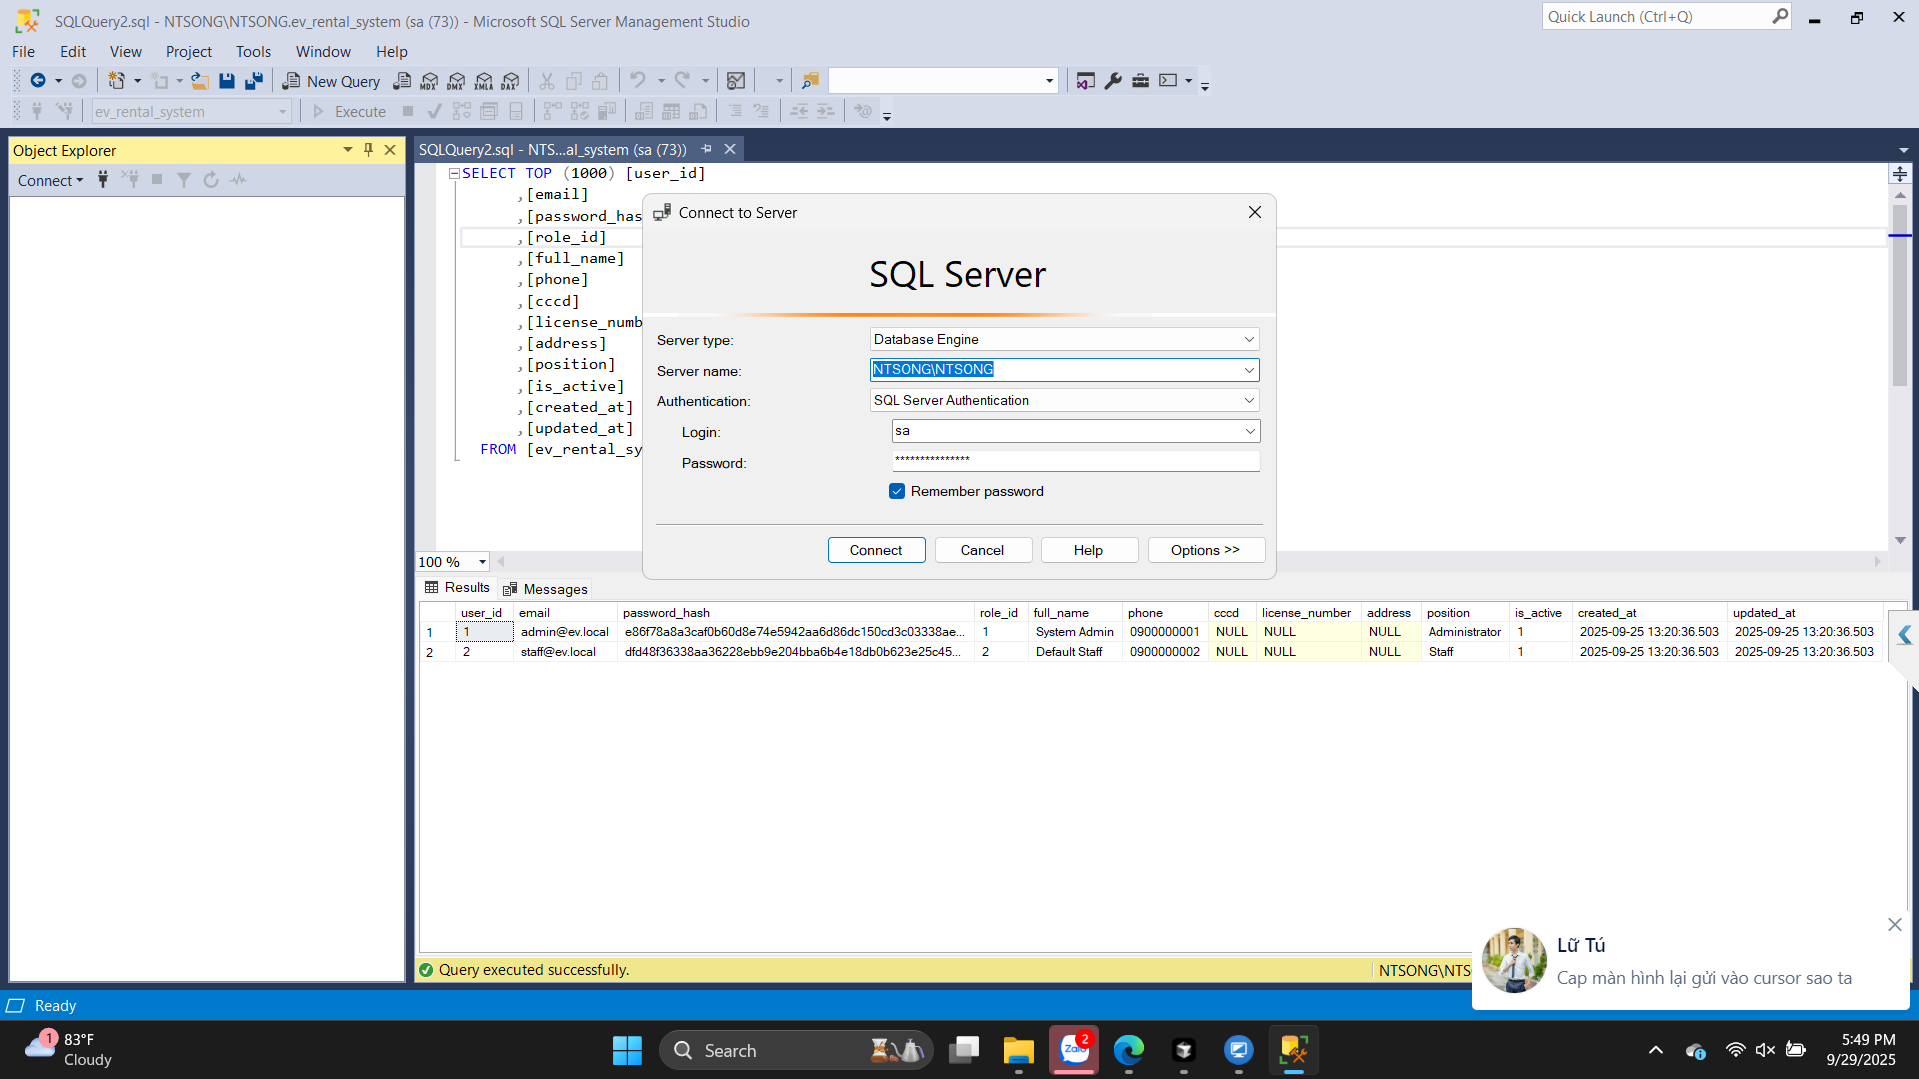 SQLQuery2.sql - NTSONG\NTSONG.ev_rental_system (sa (73)) - Microsoft SQL Server Management Studio
Quick Launch (Ctrl+Q)
File Edit View Project Tools Window Help
New Query
MDX DMX XMLA DAX
ev_rental_system
Execute
Object Explorer
Connect
SQLQuery2.sql - NTS...al_system (sa (73))
SELECT TOP (1000) [user_id]
,[email]
,[password_has
,[role_id]
,[full_name]
,[phone]
,[cccd]
,[license_numb
,[address]
,[position]
,[is_active]
,[created_at]
,[updated_at]
FROM [ev_rental_sy
Connect to Server
SQL Server
Server type: Database Engine
Server name: NTSONG\NTSONG
Authentication: SQL Server Authentication
Login: sa
Password: ***************
Remember password
Connect Cancel Help Options >>
100 %
Results Messages
user_id email password_hash role_id full_name phone cccd license_number address position is_active created_at updated_at
1 1 admin@ev.local e86f78a8a3caf0b60d8e74e5942aa6d86dc150cd3c03338ae... 1 System Admin 0900000001 NULL NULL NULL Administrator 1 2025-09-25 13:20:36.503 2025-09-25 13:20:36.503
2 2 staff@ev.local dfd48f36338aa36228ebb9e204bba6b4e18db0b623e25c45... 2 Default Staff 0900000002 NULL NULL NULL Staff 1 2025-09-25 13:20:36.503 2025-09-25 13:20:36.503
Query executed successfully.
NTSONG\NTS
Lữ Tú
Cap màn hình lại gửi vào cursor sao ta
Ready
1
83°F
Cloudy
Search
Zalo
2
5:49 PM
9/29/2025